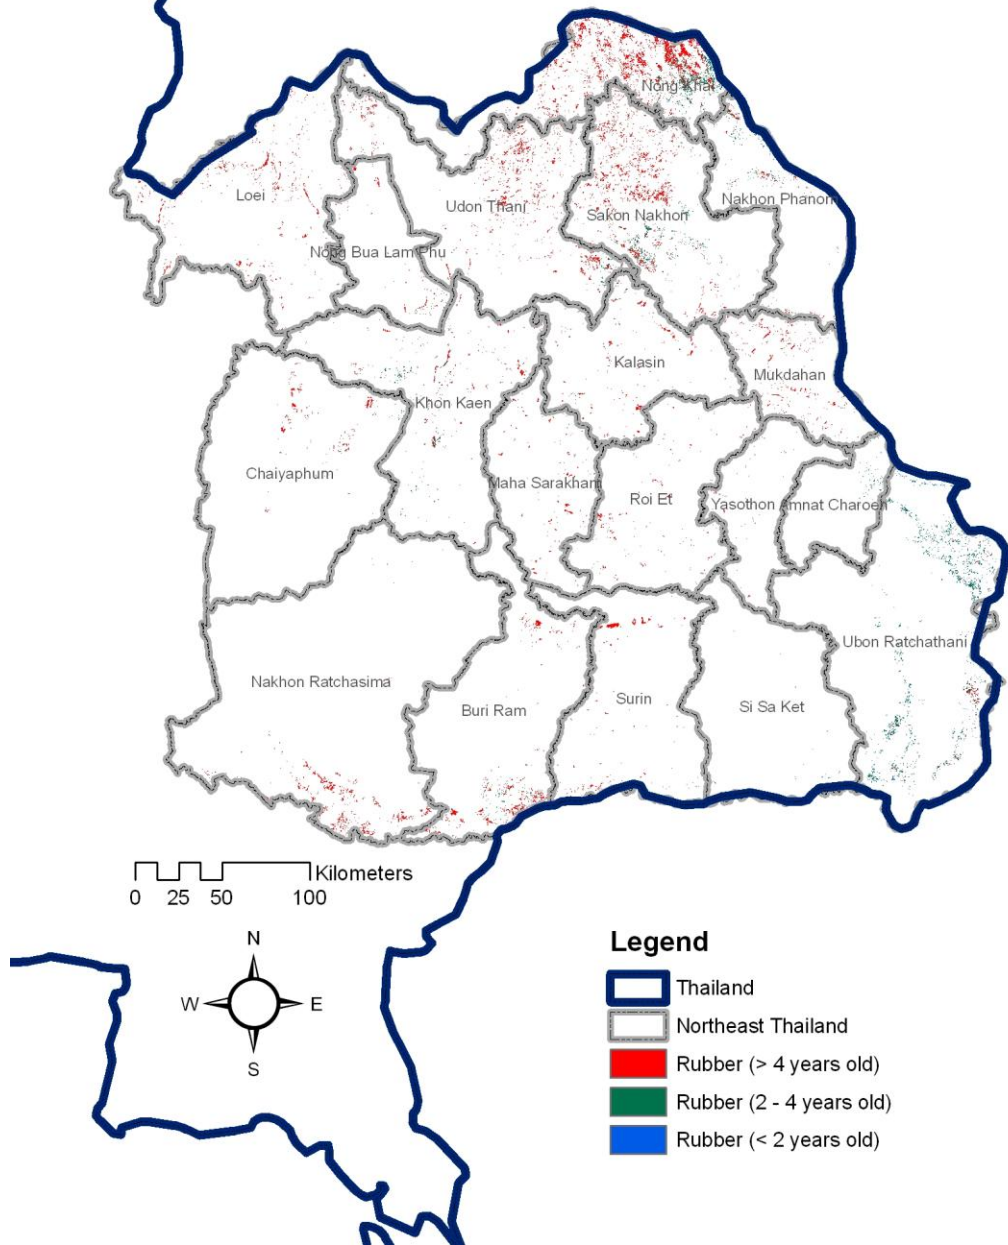 Nong Khai
Loei
Udon Thani
Sakon Nakhon
Nakhon Phanom
Nong Bua Lam Phu
Kalasin
Mukdahan
Khon Kaen
Chaiyaphum
Maha Sarakham
Roi Et
Yasothon
Amnat Charoen
Ubon Ratchathani
Nakhon Ratchasima
Buri Ram
Surin
Si Sa Ket
Kilometers
0 25 50 100
N
W E
S
Legend
Thailand
Northeast Thailand
Rubber (> 4 years old)
Rubber (2 - 4 years old)
Rubber (< 2 years old)